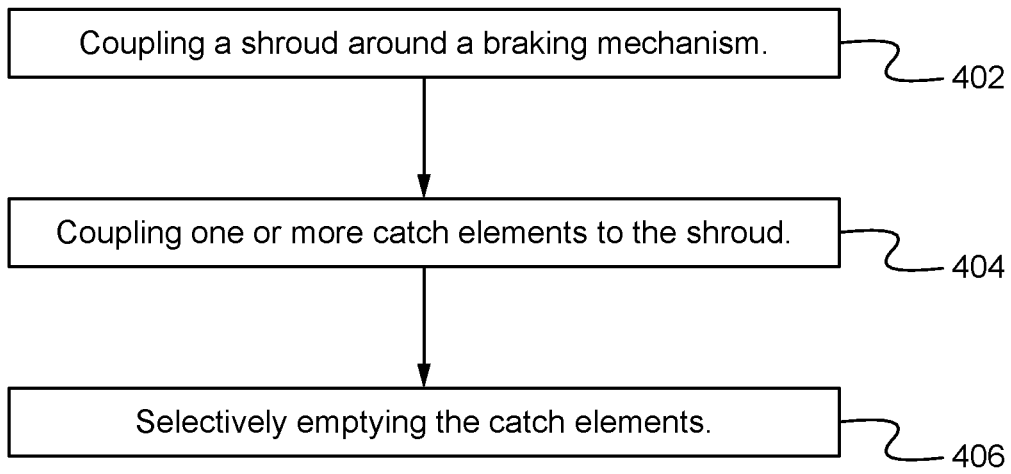 Coupling a shroud around a braking mechanism.
402
Coupling one or more catch elements to the shroud.
404
Selectively emptying the catch elements.
406